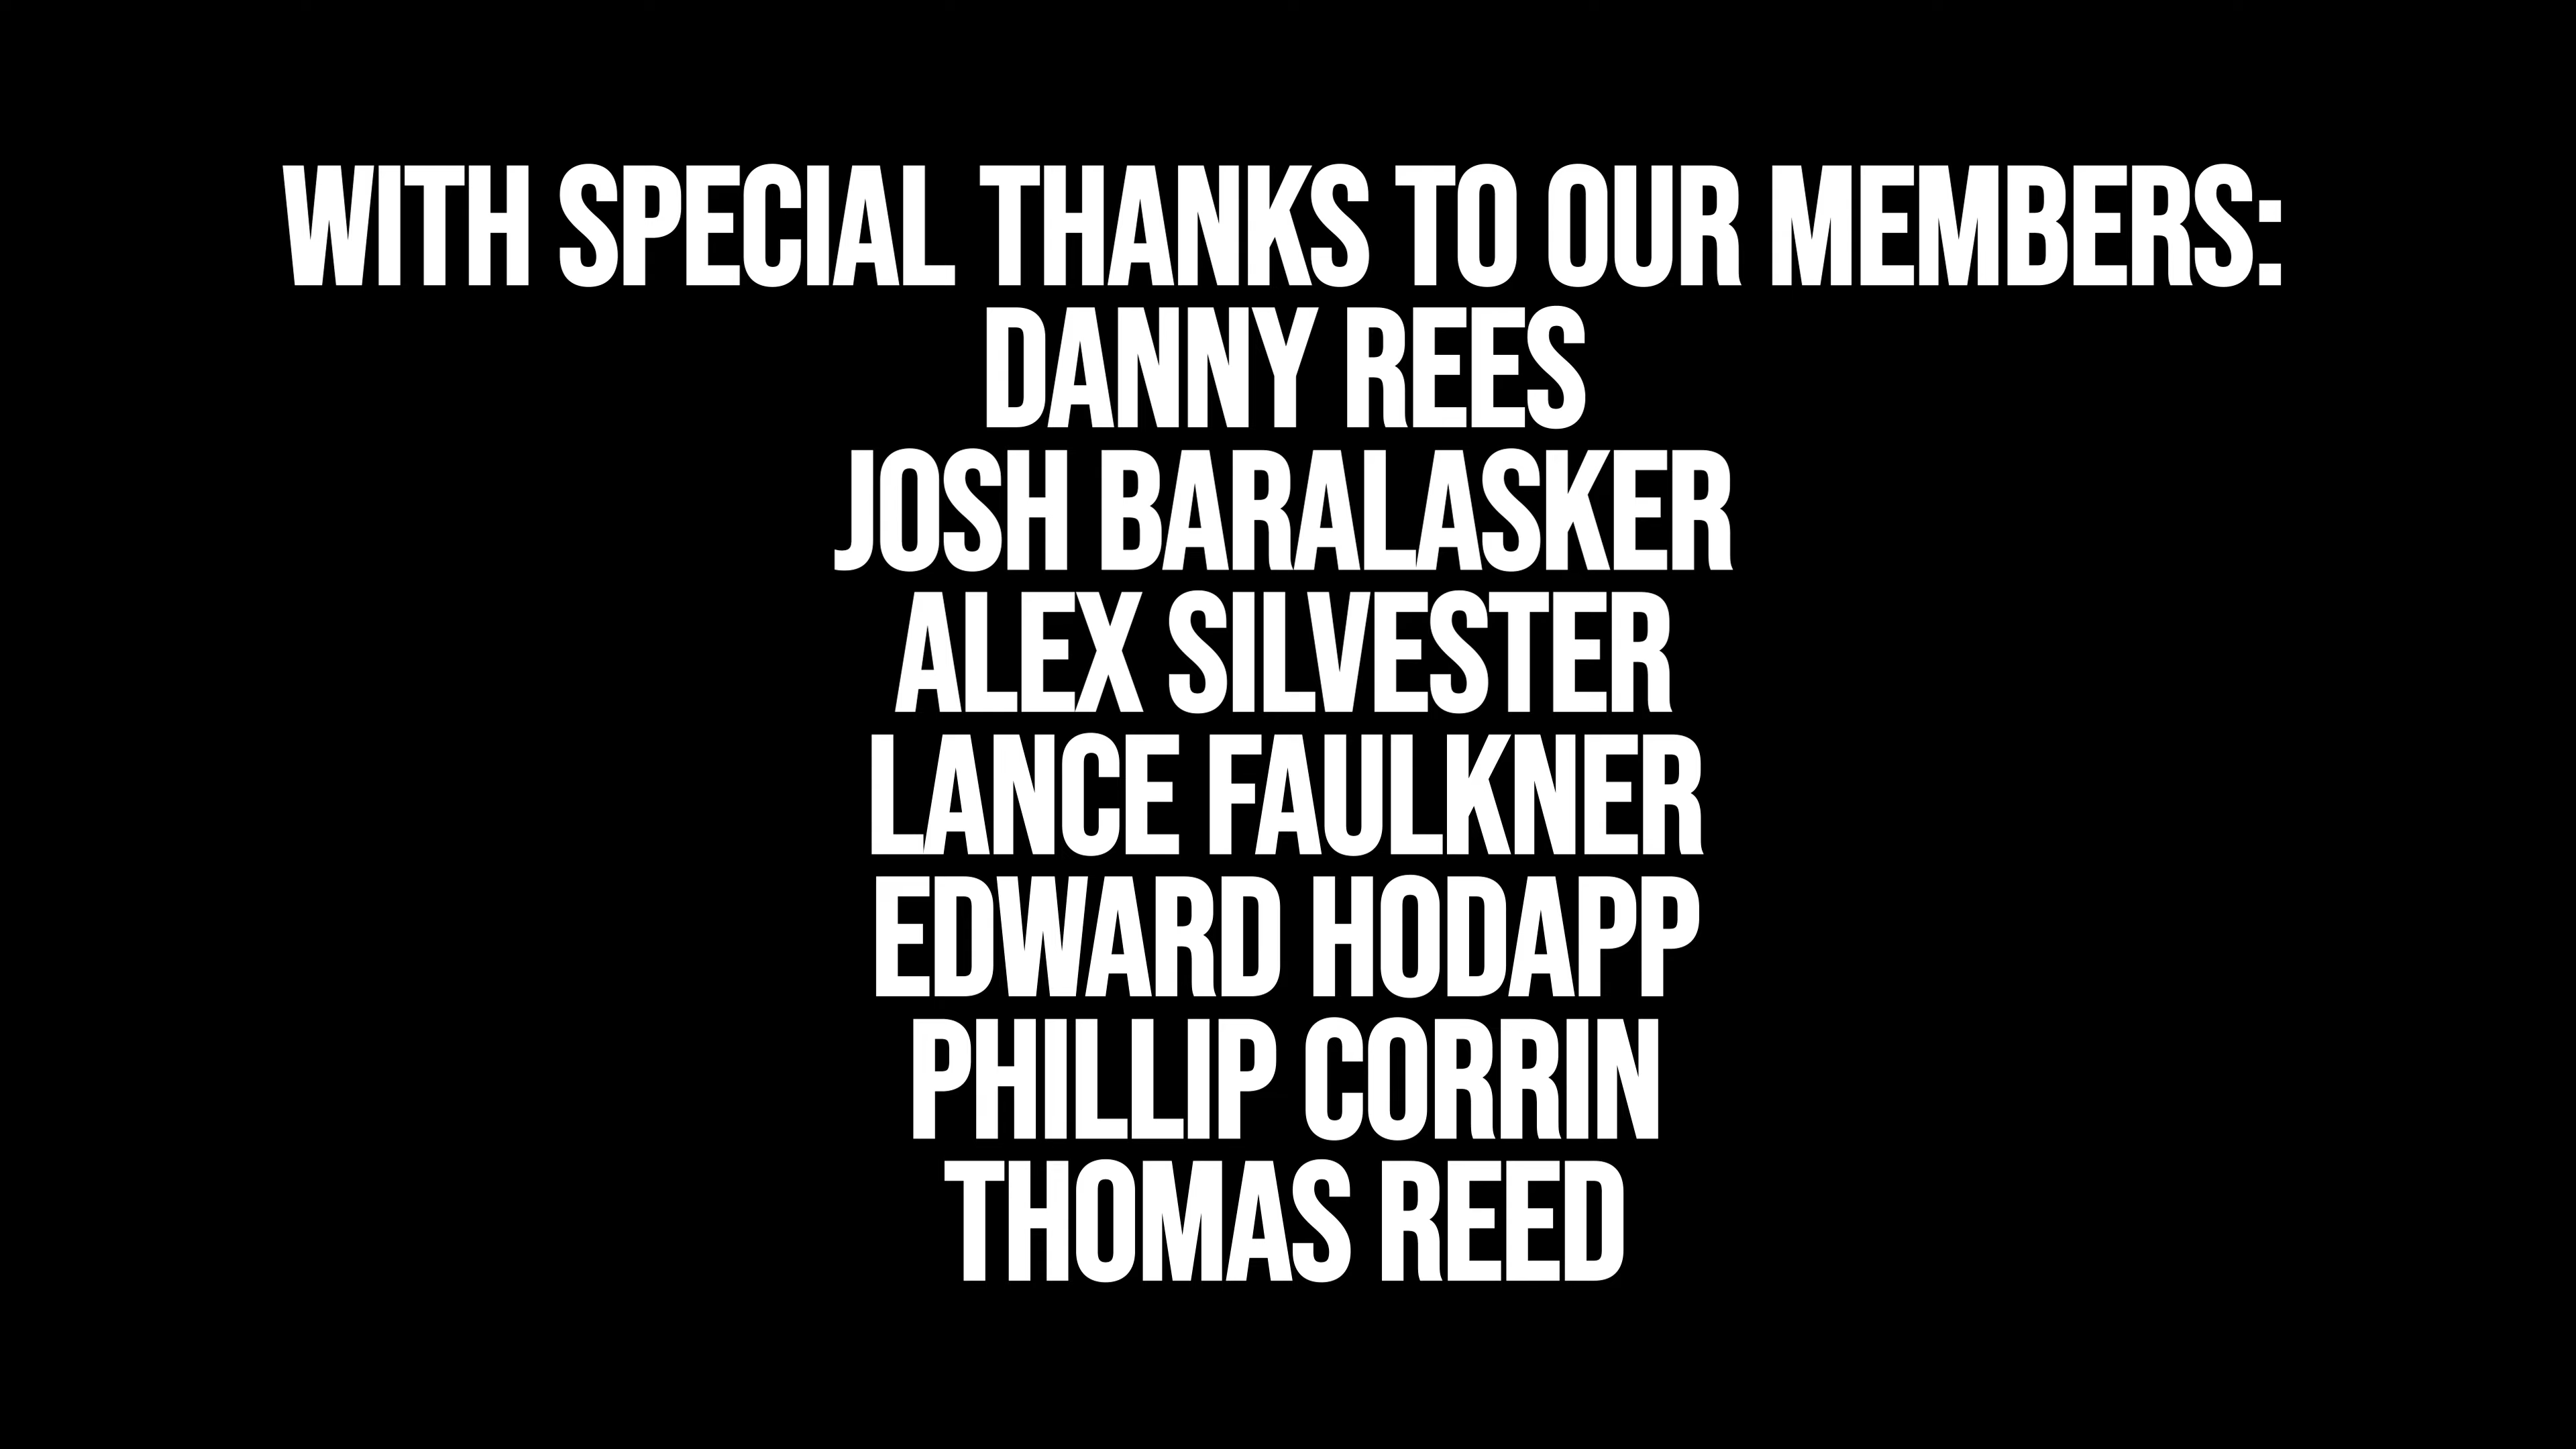 WITH SPECIAL THANKS TO OUR MEMBERS:
DANNY REES
JOSH BARALASKER
ALEX SILVESTER
LANCE FAULKNER
EDWARD HODAPP
PHILLIP CORRIN
THOMAS REED